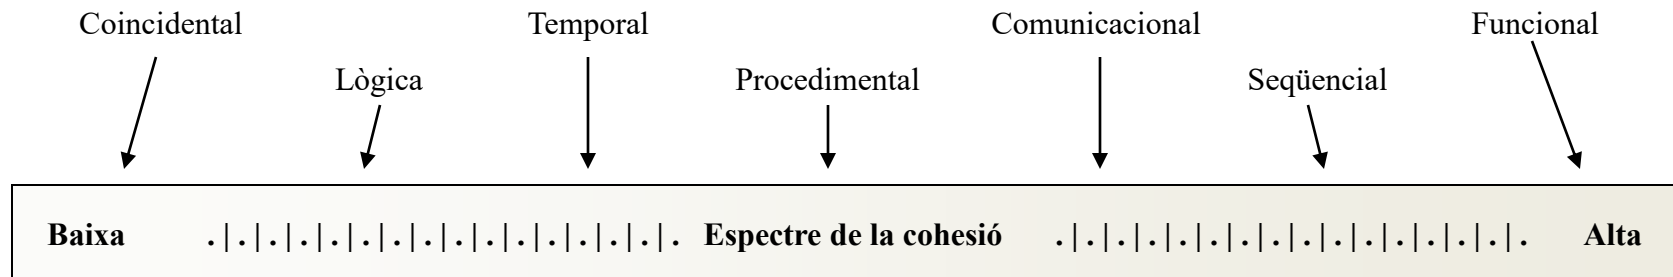 Coincidental Temporal Comunicacional Funcional
Lògica Procedimental Seqüencial
Baixa .|.|.|.|.|.|.|.|.|.|.|.|.|.|.|. Espectre de la cohesió .|.|.|.|.|.|.|.|.|.|.|.|.|.|.|. Alta